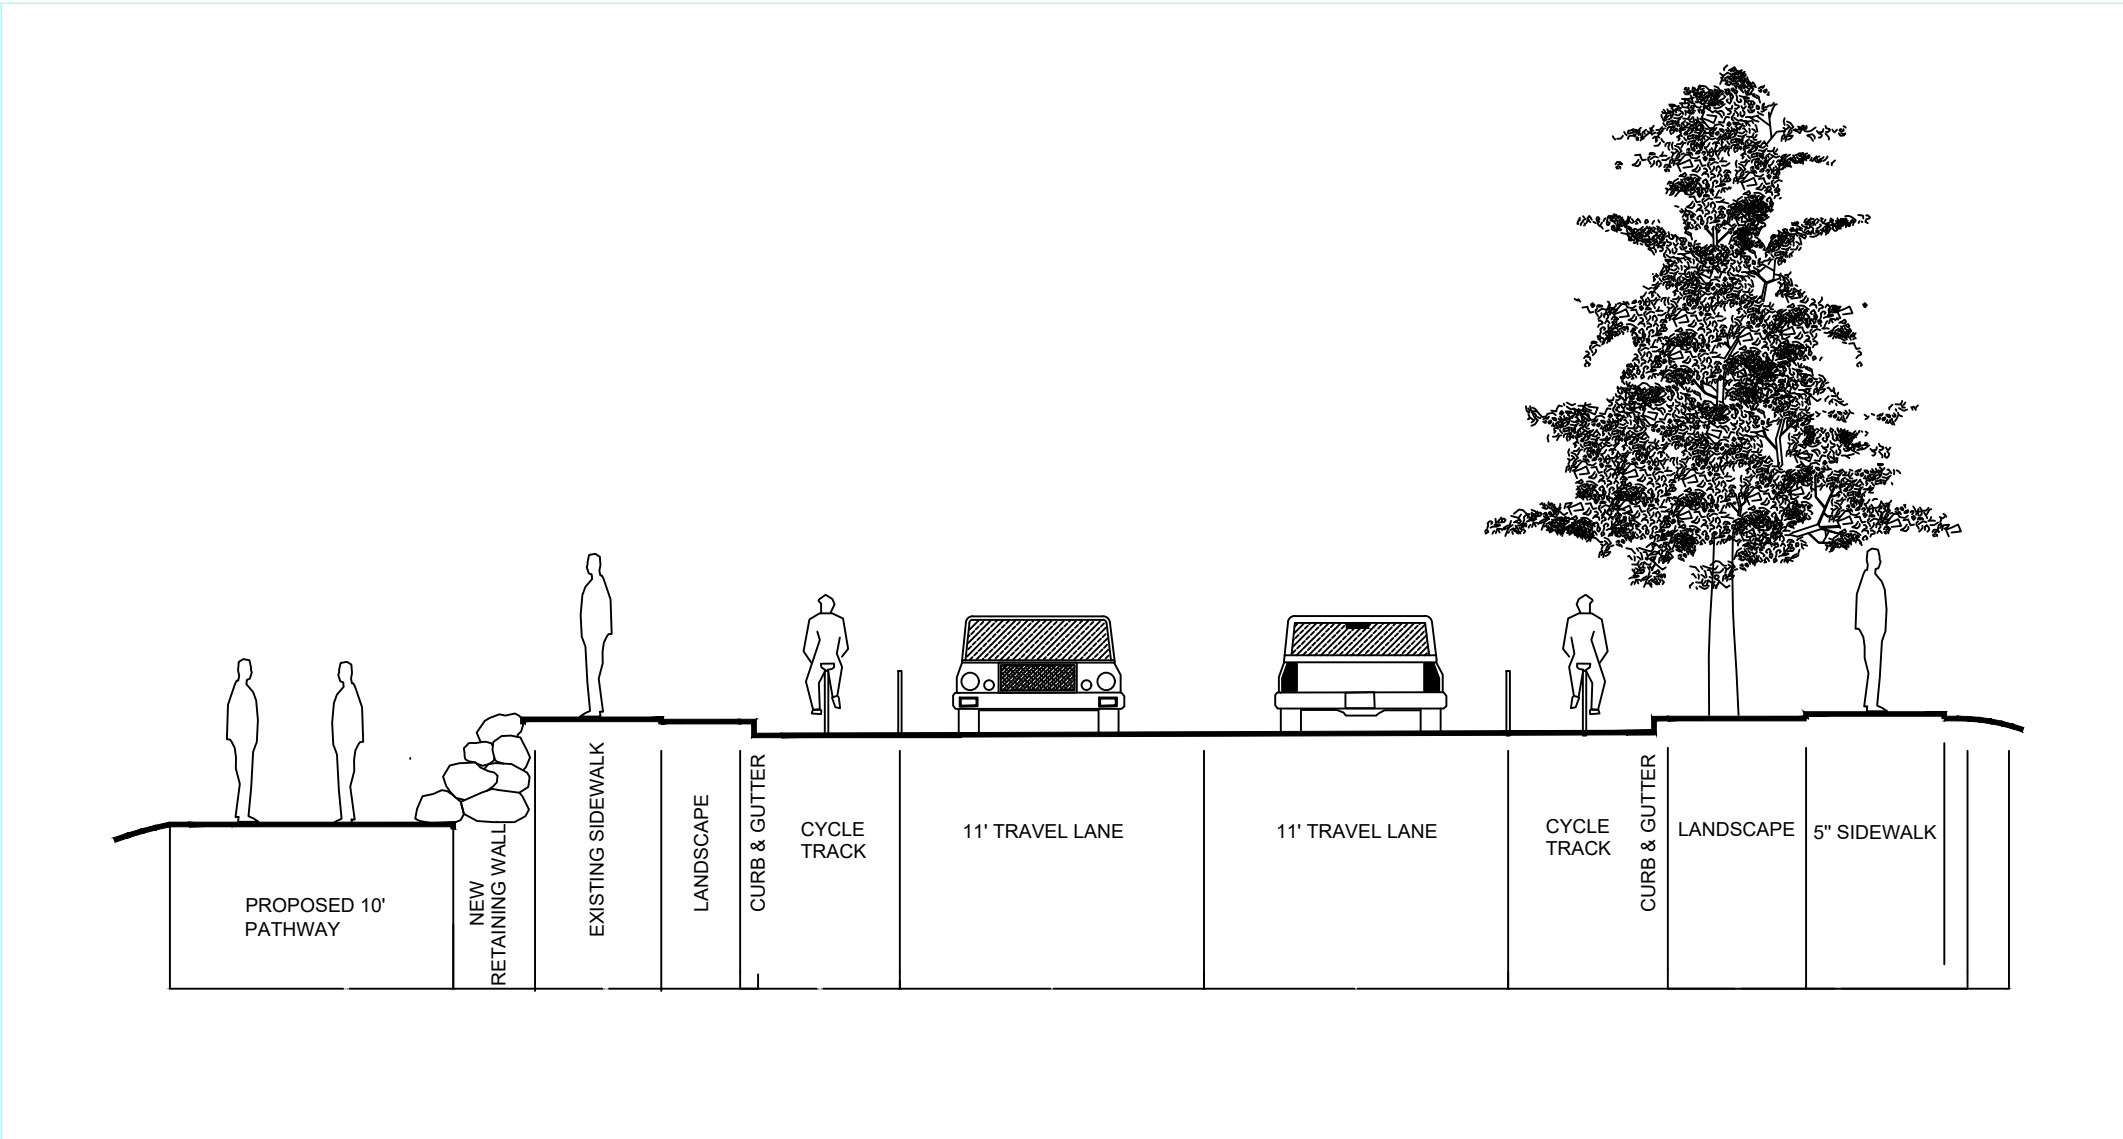 PROPOSED 10'
PATHWAY
NEW
RETAINING WALL
EXISTING SIDEWALK
LANDSCAPE
CURB & GUTTER
CYCLE
TRACK
11' TRAVEL LANE
11' TRAVEL LANE
CYCLE
TRACK
CURB & GUTTER
LANDSCAPE
5" SIDEWALK